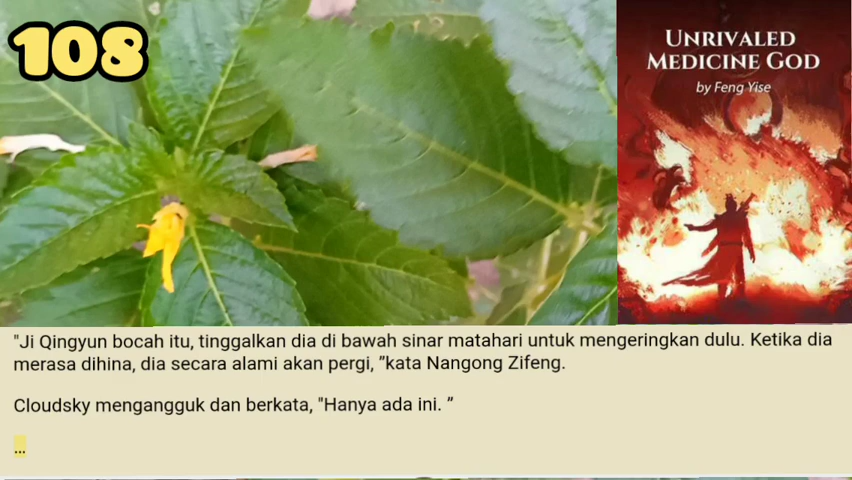 108
UNRIVALED
MEDICINE GOD
by Feng Yise
"Ji Qingyun bocah itu, tinggalkan dia di bawah sinar matahari untuk mengeringkan dulu. Ketika dia
merasa dihina, dia secara alami akan pergi, ”kata Nangong Zifeng.
Cloudsky mengangguk dan berkata, "Hanya ada ini. ”
...